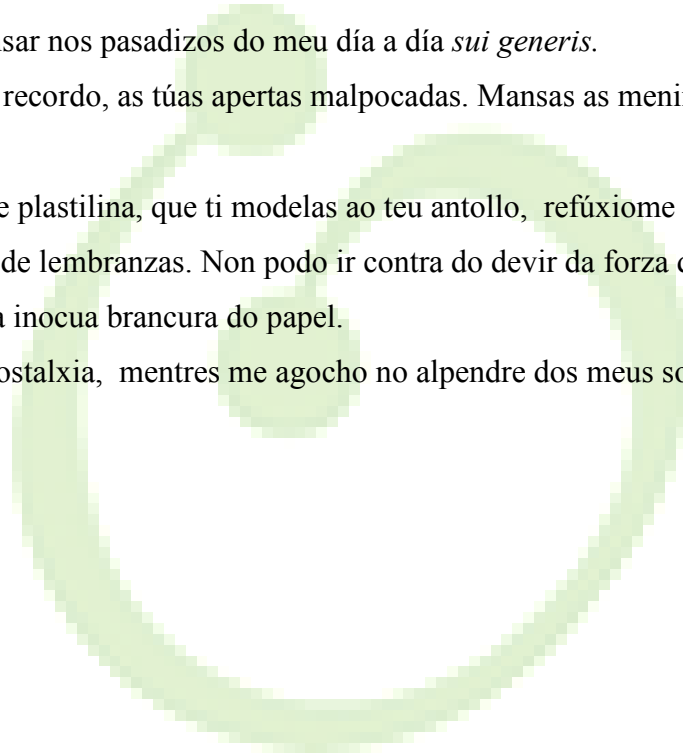 sar nos pasadizos do meu día a día sui generis.
recordo, as túas apertas malpocadas. Mansas as
e plastilina, que ti modelas ao teu antollo, refúxiome
de lembranzas. Non podo ir contra do devir da forza
a inocua brancura do papel.
ostalxia, mentres me agocho no alpendre dos meus